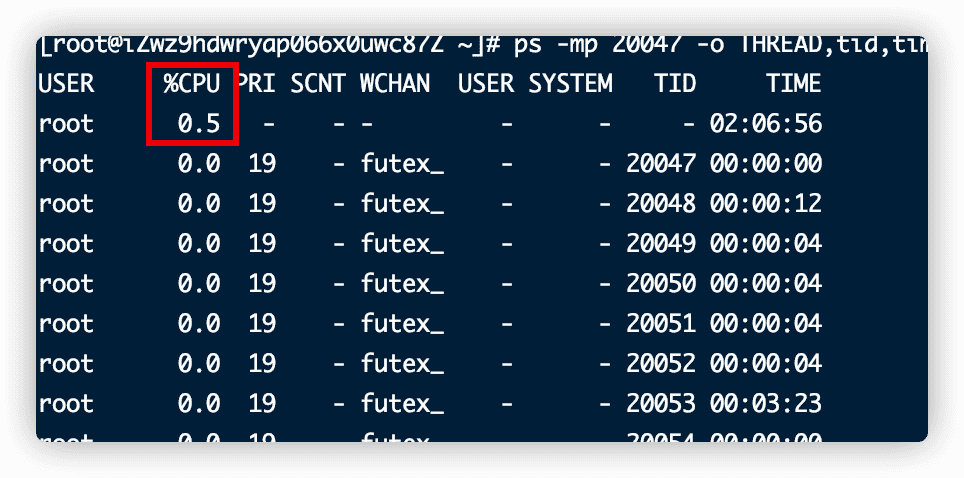 [root@iZwz9hdwryap066x0uwc87Z ~]# ps -mp 20047 -o THREAD,tid,tim
USER %CPU PRI SCNT WCHAN USER SYSTEM TID TIME
root 0.5 - - - - - - 02:06:56
root 0.0 19 - futex_ - - 20047 00:00:00
root 0.0 19 - futex_ - - 20048 00:00:12
root 0.0 19 - futex_ - - 20049 00:00:04
root 0.0 19 - futex_ - - 20050 00:00:04
root 0.0 19 - futex_ - - 20051 00:00:04
root 0.0 19 - futex_ - - 20052 00:00:04
root 0.0 19 - futex_ - - 20053 00:03:23
root 0.0 19 - futex_ - - 20054 00:00:00